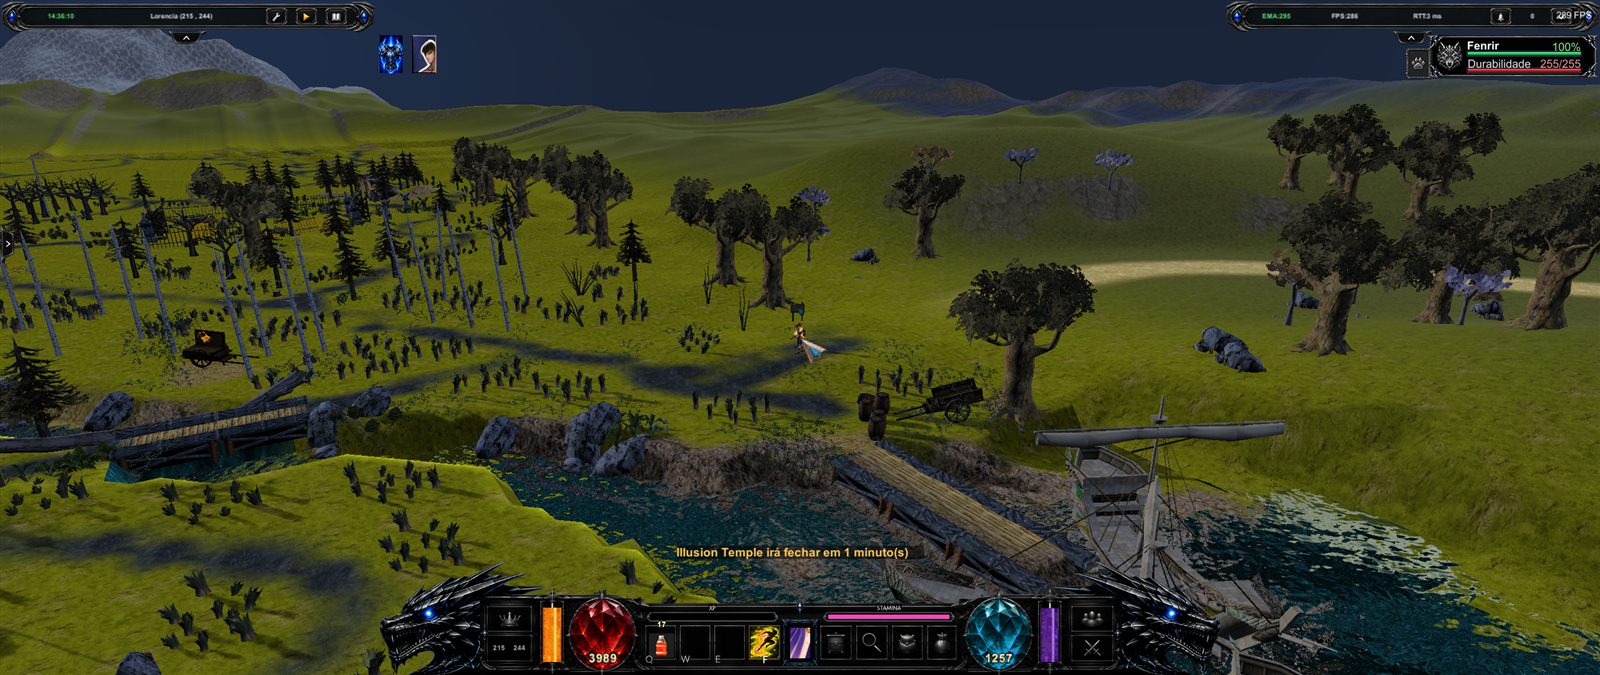 14:36:10
Lorencia (215 , 244)
EMA:295
FPS:286
RTT:3 ms
0
289 FPS
Fenrir
100%
Durabilidade 255/255
Illusion Temple irá fechar em 1 minuto(s)
XP
STAMINA
17
215 244
3989
Q
W
E
F
1257